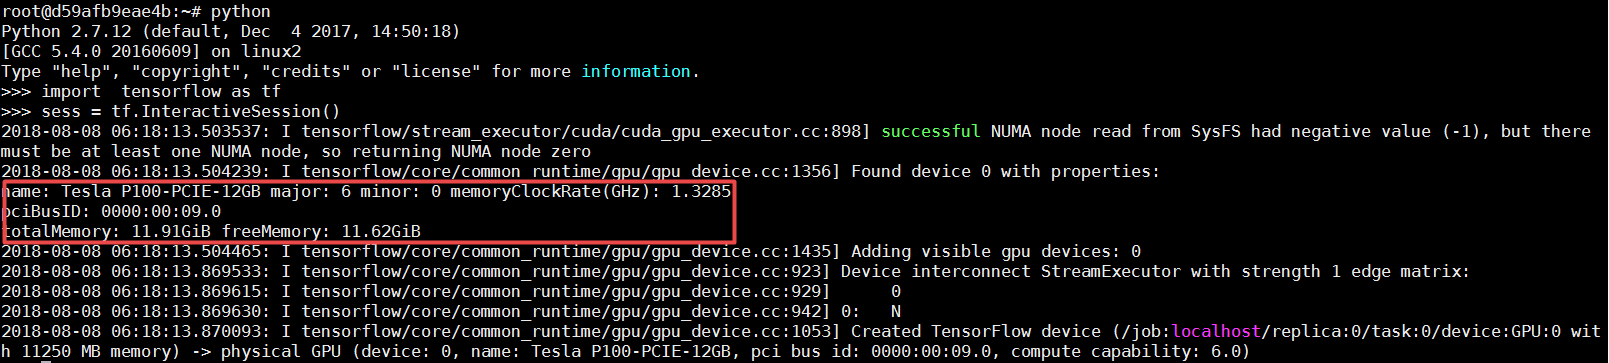 root@d59afb9eae4b:~# python
Python 2.7.12 (default, Dec  4 2017, 14:50:18)
[GCC 5.4.0 20160609] on linux2
Type "help", "copyright", "credits" or "license" for more information.
>>> import  tensorflow as tf
>>> sess = tf.InteractiveSession()
2018-08-08 06:18:13.503537: I tensorflow/stream_executor/cuda/cuda_gpu_executor.cc:898] successful NUMA node read from SysFS had negative value (-1), but there
must be at least one NUMA node, so returning NUMA node zero
2018-08-08 06:18:13.504239: I tensorflow/core/common_runtime/gpu/gpu_device.cc:1356] Found device 0 with properties:
name: Tesla P100-PCIE-12GB major: 6 minor: 0 memoryClockRate(GHz): 1.3285
pciBusID: 0000:00:09.0
totalMemory: 11.91GiB freeMemory: 11.62GiB
2018-08-08 06:18:13.504465: I tensorflow/core/common_runtime/gpu/gpu_device.cc:1435] Adding visible gpu devices: 0
2018-08-08 06:18:13.869533: I tensorflow/core/common_runtime/gpu/gpu_device.cc:923] Device interconnect StreamExecutor with strength 1 edge matrix:
2018-08-08 06:18:13.869615: I tensorflow/core/common_runtime/gpu/gpu_device.cc:929]      0
2018-08-08 06:18:13.869630: I tensorflow/core/common_runtime/gpu/gpu_device.cc:942] 0:   N
2018-08-08 06:18:13.870093: I tensorflow/core/common_runtime/gpu/gpu_device.cc:1053] Created TensorFlow device (/job:localhost/replica:0/task:0/device:GPU:0 wit
h 11250 MB memory) -> physical GPU (device: 0, name: Tesla P100-PCIE-12GB, pci bus id: 0000:00:09.0, compute capability: 6.0)